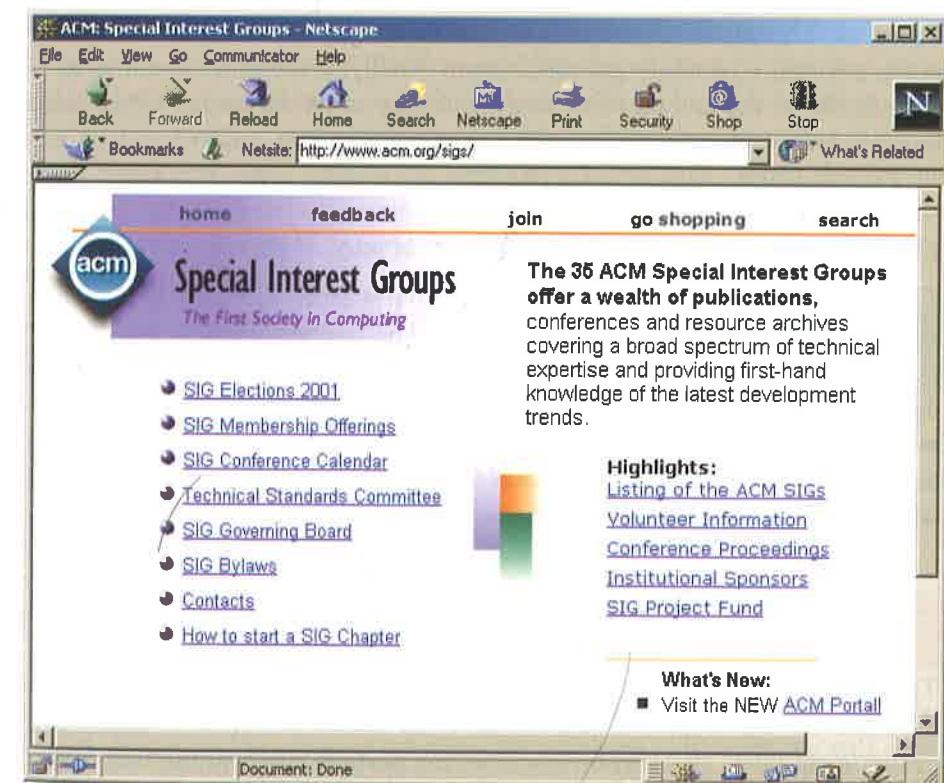 ACM: Special Interest Groups - Netscape
File Edit View Go Communicator Help
Back Forward Reload Home Search Netscape Print Security Shop Stop
Bookmarks Netsite: http://www.acm.org/sigs/ What's Related
home feedback join go shopping search
acm
Special Interest Groups
The First Society in Computing
The 35 ACM Special Interest Groups
offer a wealth of publications,
conferences and resource archives
covering a broad spectrum of technical
expertise and providing first-hand
knowledge of the latest development
trends.
SIG Elections 2001
SIG Membership Offerings
SIG Conference Calendar
Technical Standards Committee
SIG Governing Board
SIG Bylaws
Contacts
How to start a SIG Chapter
Highlights:
Listing of the ACM SIGs
Volunteer Information
Conference Proceedings
Institutional Sponsors
SIG Project Fund
What's New:
Visit the NEW ACM Portal!
Document: Done